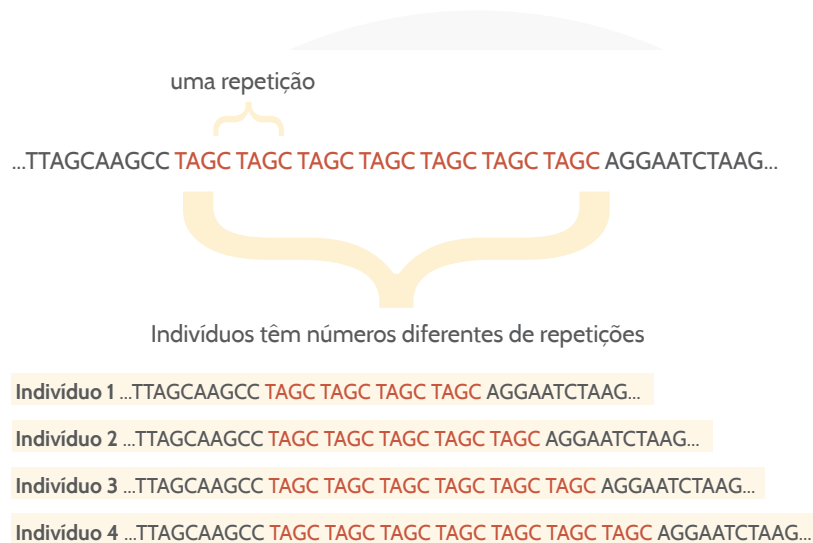 uma repetição
...TTAGCAAGCC TAGC TAGC TAGC TAGC TAGC TAGC TAGC AGGAATCTAAG...
Indivíduos têm números diferentes de repetições
Indivíduo 1 ...TTAGCAAGCC TAGC TAGC TAGC TAGC AGGAATCTAAG...
Indivíduo 2 ...TTAGCAAGCC TAGC TAGC TAGC TAGC TAGC AGGAATCTAAG...
Indivíduo 3 ...TTAGCAAGCC TAGC TAGC TAGC TAGC TAGC TAGC AGGAATCTAAG...
Indivíduo 4 ...TTAGCAAGCC TAGC TAGC TAGC TAGC TAGC TAGC TAGC AGGAATCTAAG...